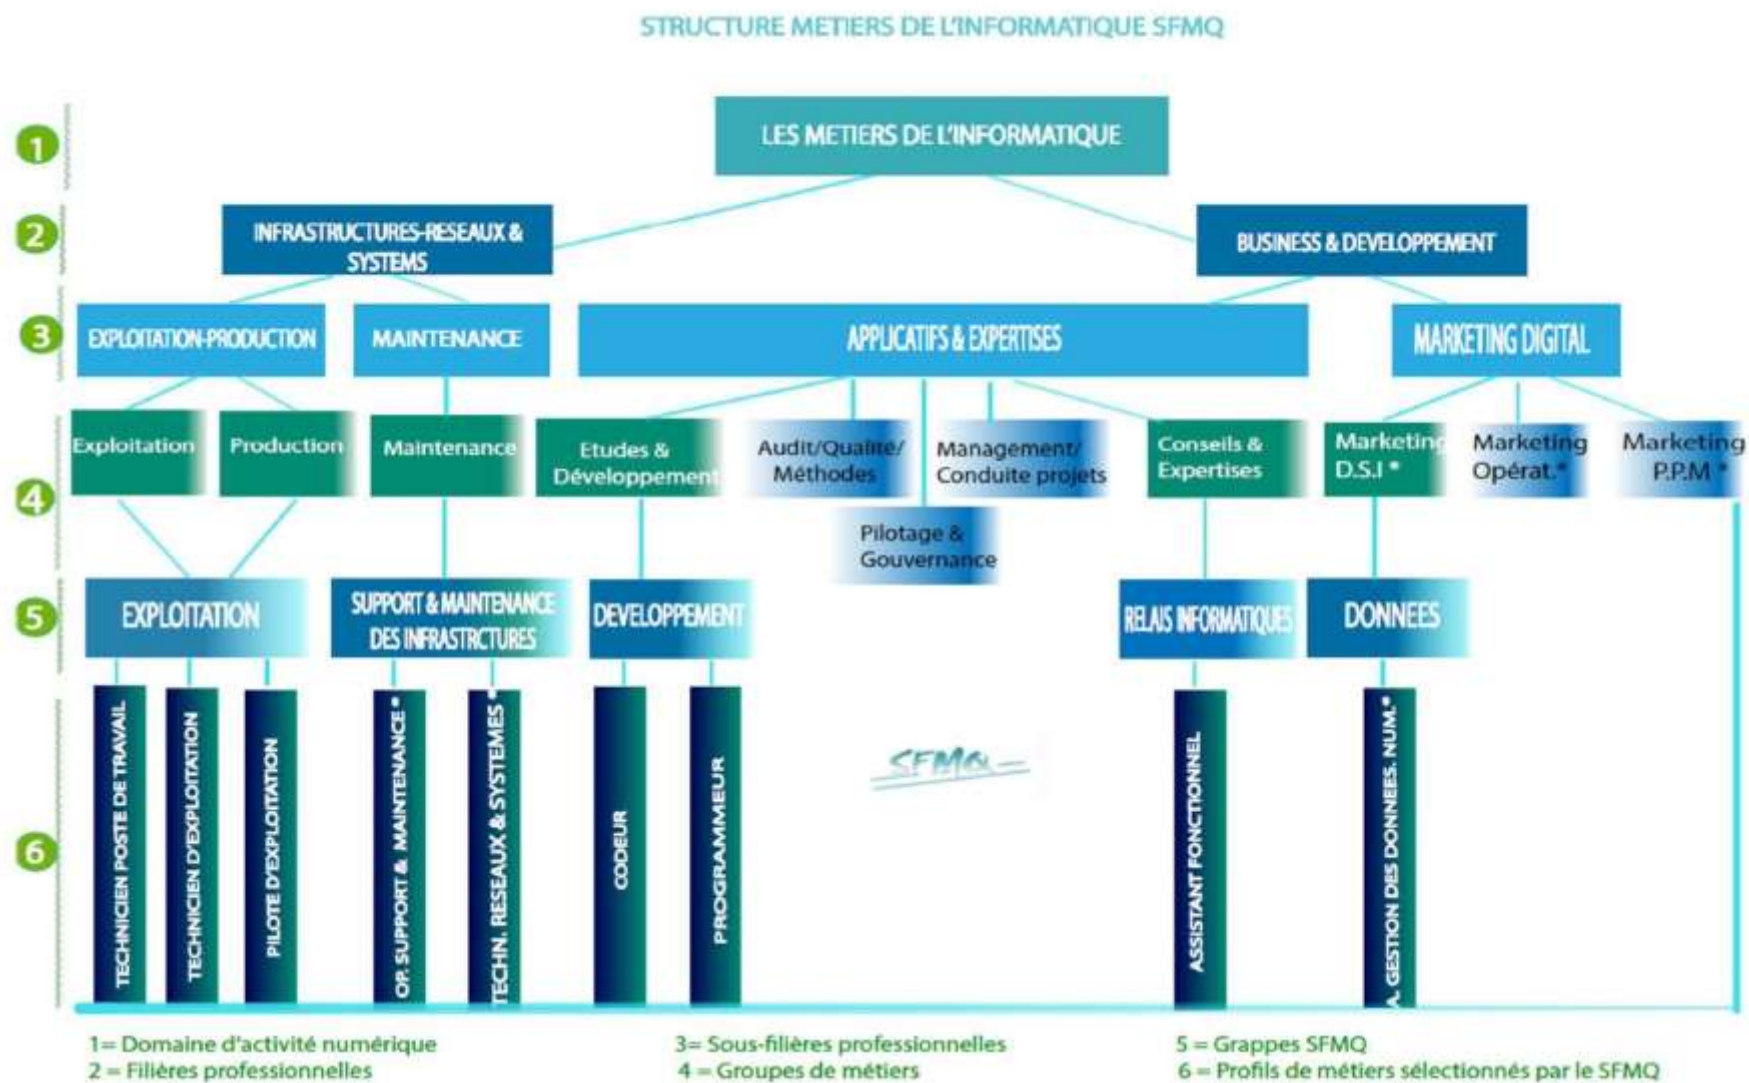 STRUCTURE METIERS DE L'INFORMATIQUE SFMQ
1
LES METIERS DE L'INFORMATIQUE
2
INFRASTRUCTURES-RESEAUX &
SYSTEMS
BUSINESS & DEVELOPPEMENT
3
EXPLOITATION-PRODUCTION
MAINTENANCE
APPLICATIFS & EXPERTISES
MARKETING DIGITAL
4
Exploitation
Production
Maintenance
Etudes &
Développement
Audit/Qualité/
Méthodes
Management/
Conduite projets
Pilotage &
Gouvernance
Conseils &
Expertises
Marketing
D.S.I *
Marketing
Opérat.*
Marketing
P.P.M *
5
EXPLOITATION
SUPPORT & MAINTENANCE
DES INFRASTRCTURES
DEVELOPPEMENT
RELAIS INFORMATIQUES
DONNEES
6
TECHNICIEN POSTE DE TRAVAIL
TECHNICIEN D'EXPLOITATION
PILOTE D'EXPLOITATION
OP. SUPPORT & MAINTENANCE *
TECHN. RESEAUX & SYSTEMES *
CODEUR
PROGRAMMEUR
SFMQ
ASSISTANT FONCTIONNEL
A. GESTION DES DONNEES. NUM.*
1= Domaine d'activité numérique
2 = Filières professionnelles
3= Sous-filières professionnelles
4 = Groupes de métiers
5 = Grappes SFMQ
6 = Profils de métiers sélectionnés par le SFMQ